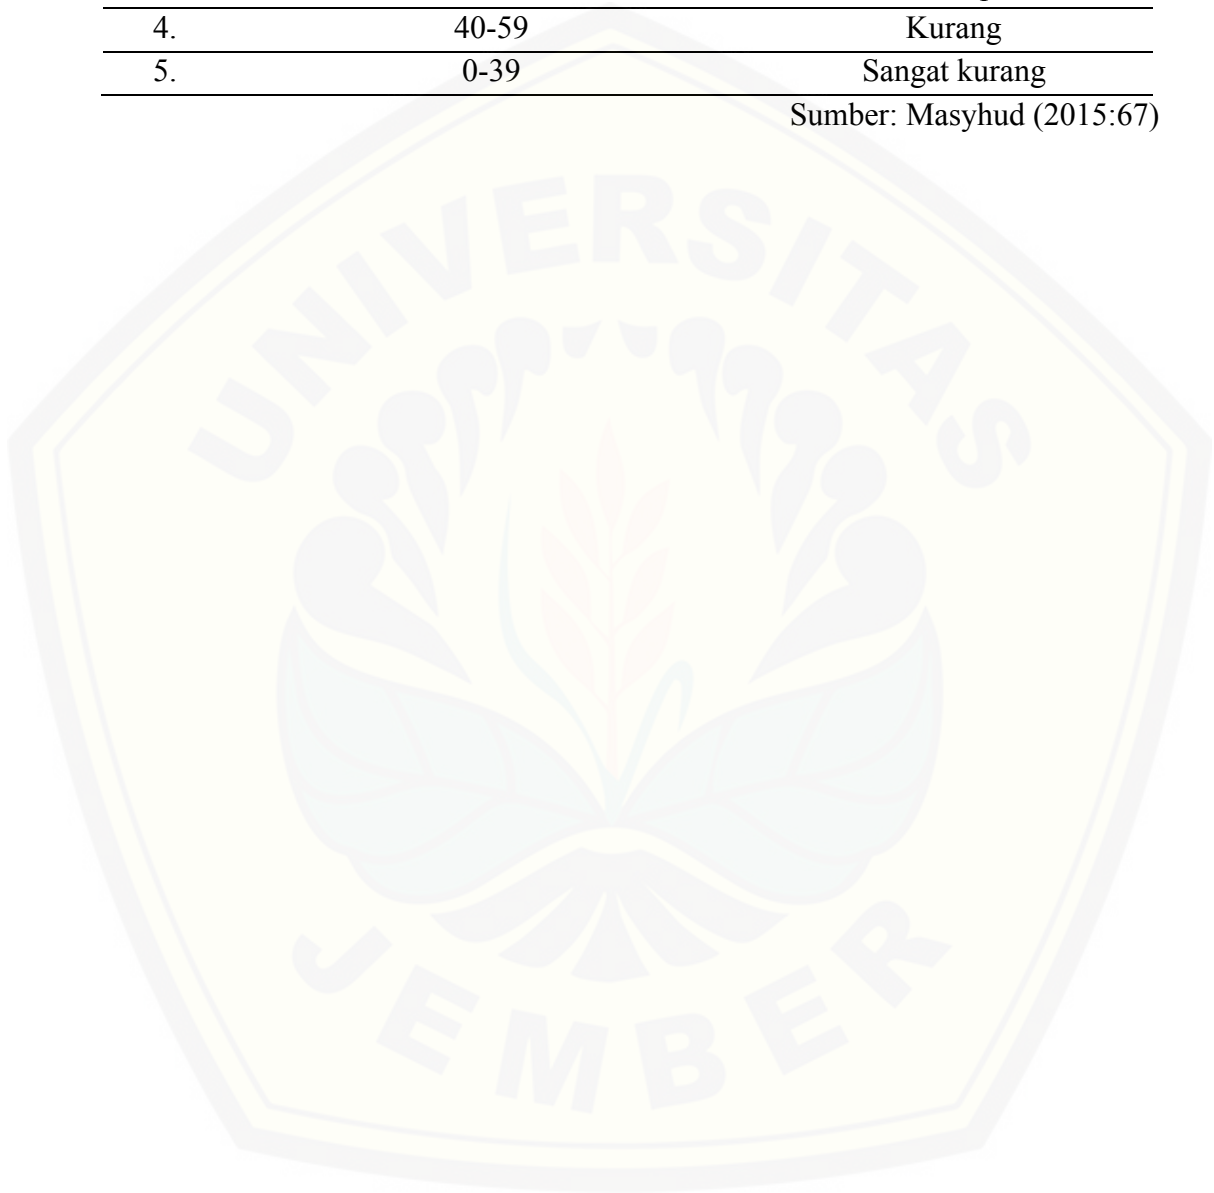 4. 40-59 Kurang
5. 0-39 Sangat kurang
Sumber: Masyhud (2015:67)
UNIVERSITAS
JEMBER